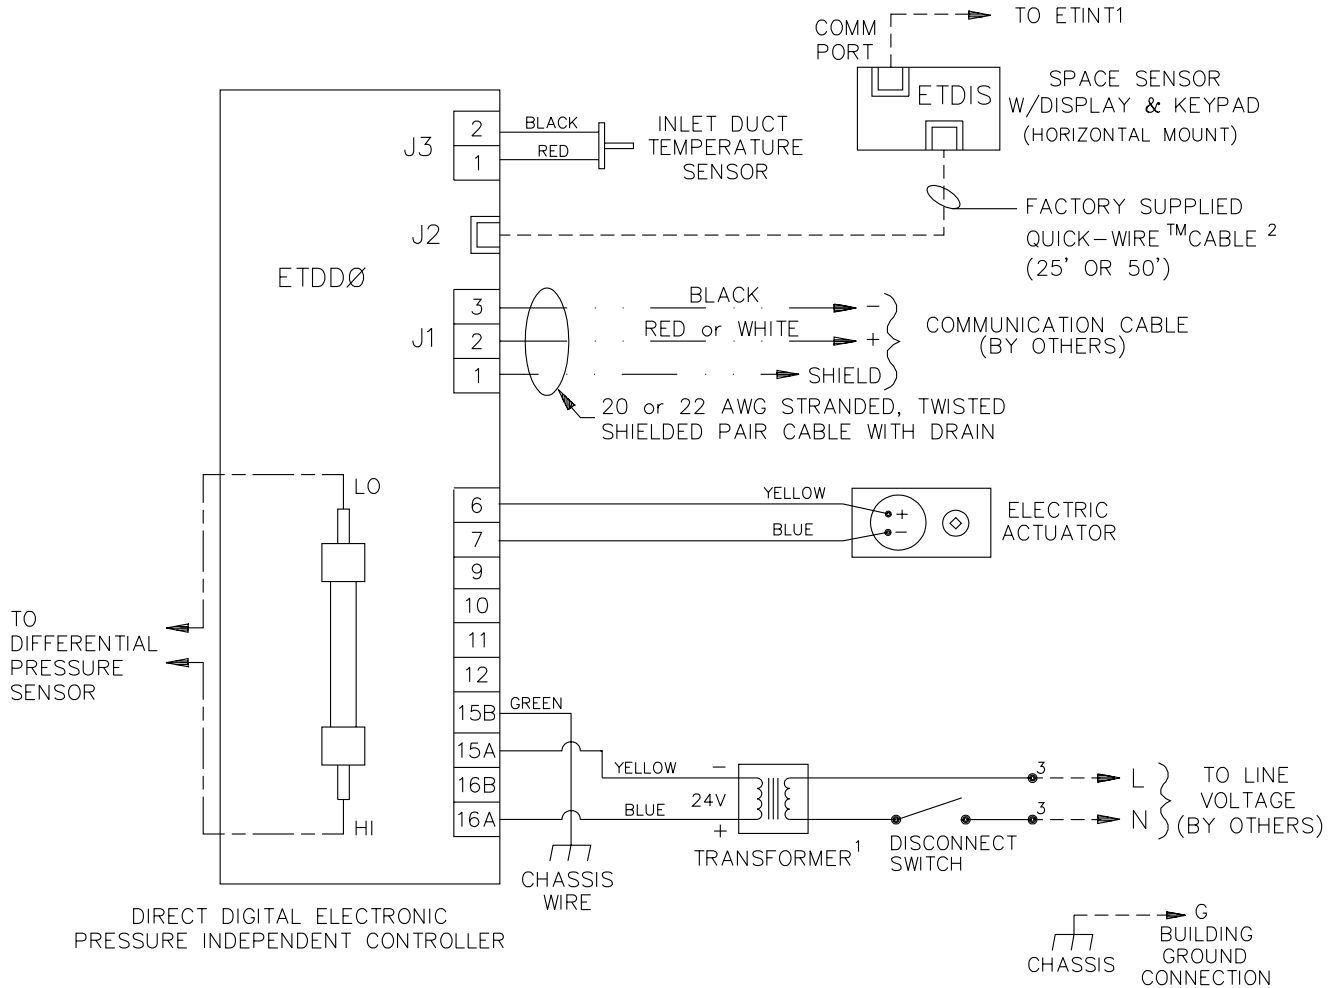 TO ETINT1
COMM
PORT
ETDIS
SPACE SENSOR
W/DISPLAY & KEYPAD
(HORIZONTAL MOUNT)
J3
2
1
BLACK
RED
INLET DUCT
TEMPERATURE
SENSOR
J2
FACTORY SUPPLIED
QUICK-WIRE™ CABLE 2
(25' OR 50')
ETDDØ
J1
3
2
1
BLACK
RED or WHITE
SHIELD
-
+
COMMUNICATION CABLE
(BY OTHERS)
20 or 22 AWG STRANDED, TWISTED
SHIELDED PAIR CABLE WITH DRAIN
LO
HI
TO
DIFFERENTIAL
PRESSURE
SENSOR
6
7
9
10
11
12
15B
15A
16B
16A
YELLOW
BLUE
+
-
ELECTRIC
ACTUATOR
GREEN
YELLOW
BLUE
-
24V
+
TRANSFORMER1
CHASSIS
WIRE
DISCONNECT
SWITCH
3
3
L
N
TO LINE
VOLTAGE
(BY OTHERS)
DIRECT DIGITAL ELECTRONIC
PRESSURE INDEPENDENT CONTROLLER
CHASSIS
G
BUILDING
GROUND
CONNECTION